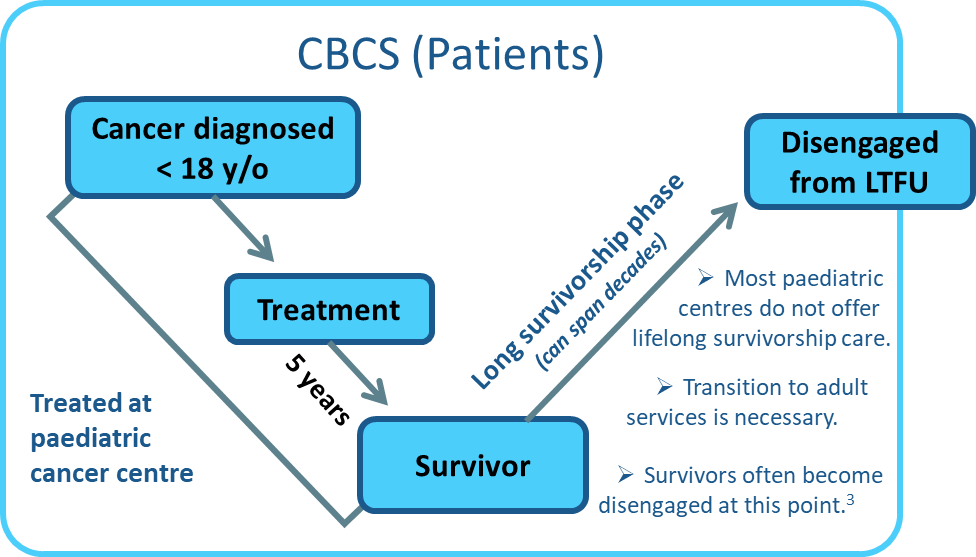 CBCS (Patients)
Cancer diagnosed
< 18 y/o
Treatment
5 years
Survivor
Treated at
paediatric
cancer centre
Long survivorship phase
(can span decades)
Disengaged
from LTFU
➢ Most paediatric
centres do not offer
lifelong survivorship care.
➢ Transition to adult
services is necessary.
➢ Survivors often become
disengaged at this point.³